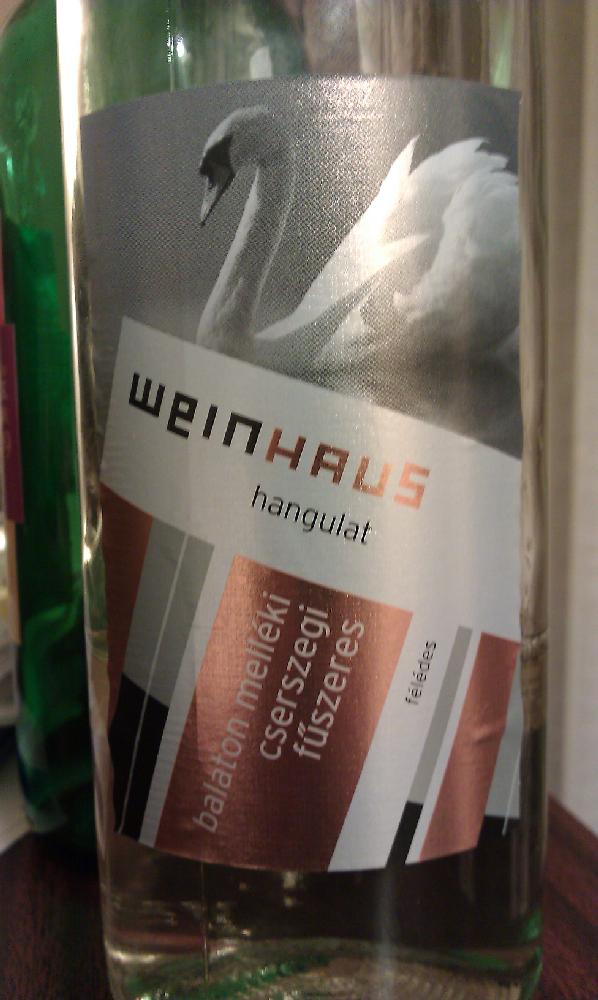 weinHAUS
hangulat
balaton melléki
cserszegi
fűszeres
félédes